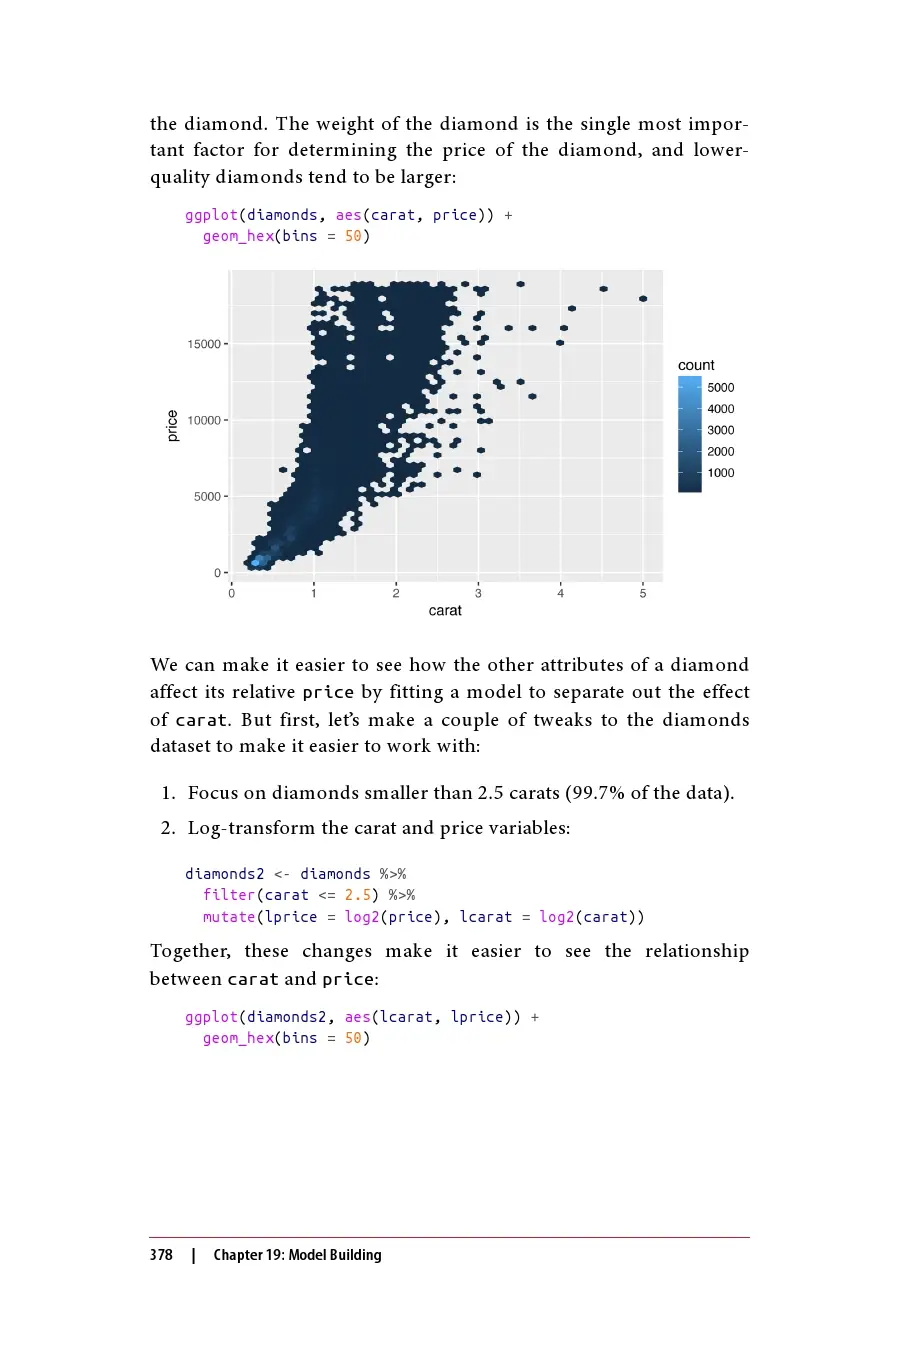 the diamond. The weight of the diamond is the single most impor-
tant factor for determining the price of the diamond, and lower-
quality diamonds tend to be larger:
ggplot(diamonds, aes(carat, price)) +
  geom_hex(bins = 50)
15000
10000
5000
0
price
0 1 2 3 4 5
carat
count
5000
4000
3000
2000
1000
We can make it easier to see how the other attributes of a diamond
affect its relative price by fitting a model to separate out the effect
of carat. But first, let's make a couple of tweaks to the diamonds
dataset to make it easier to work with:
1. Focus on diamonds smaller than 2.5 carats (99.7% of the data).
2. Log-transform the carat and price variables:
diamonds2 <- diamonds %>%
  filter(carat <= 2.5) %>%
  mutate(lprice = log2(price), lcarat = log2(carat))
Together, these changes make it easier to see the relationship
between carat and price:
ggplot(diamonds2, aes(lcarat, lprice)) +
  geom_hex(bins = 50)
378 | Chapter 19: Model Building